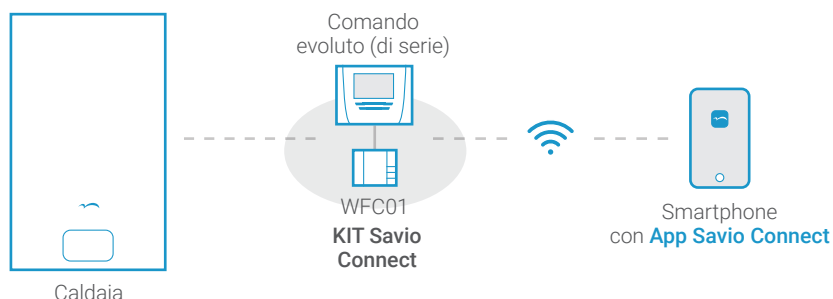 Comando
evoluto (di serie)
WFC01
KIT Savio
Connect
Smartphone
con App Savio Connect
Caldaia